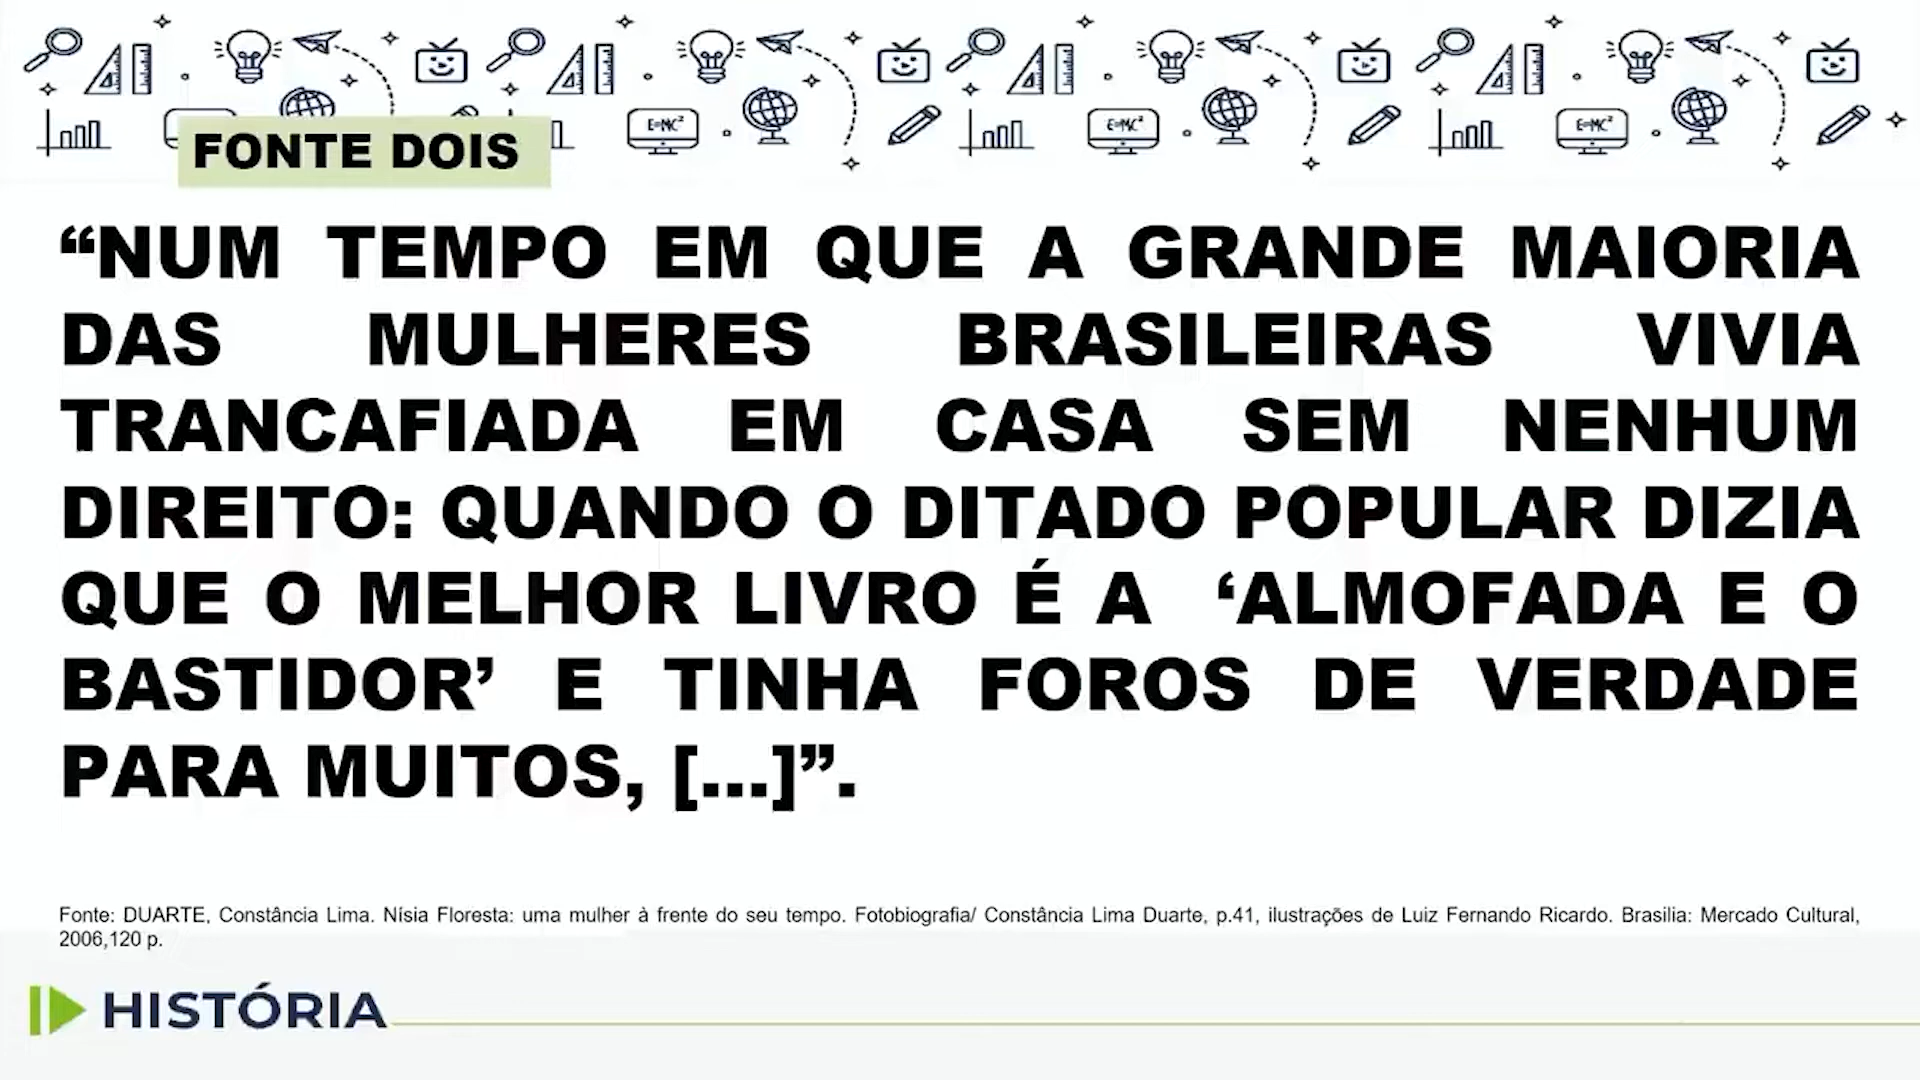 E=MC²
E=MC²
E=MC²
FONTE DOIS
“NUM TEMPO EM QUE A GRANDE MAIORIA
DAS MULHERES BRASILEIRAS VIVIA
TRANCAFIADA EM CASA SEM NENHUM
DIREITO: QUANDO O DITADO POPULAR DIZIA
QUE O MELHOR LIVRO É A ‘ALMOFADA E O
BASTIDOR’ E TINHA FOROS DE VERDADE
PARA MUITOS, [...]”.
Fonte: DUARTE, Constância Lima. Nísia Floresta: uma mulher à frente do seu tempo. Fotobiografia/ Constância Lima Duarte, p.41, ilustrações de Luiz Fernando Ricardo. Brasilia: Mercado Cultural,
2006,120 p.
HISTÓRIA